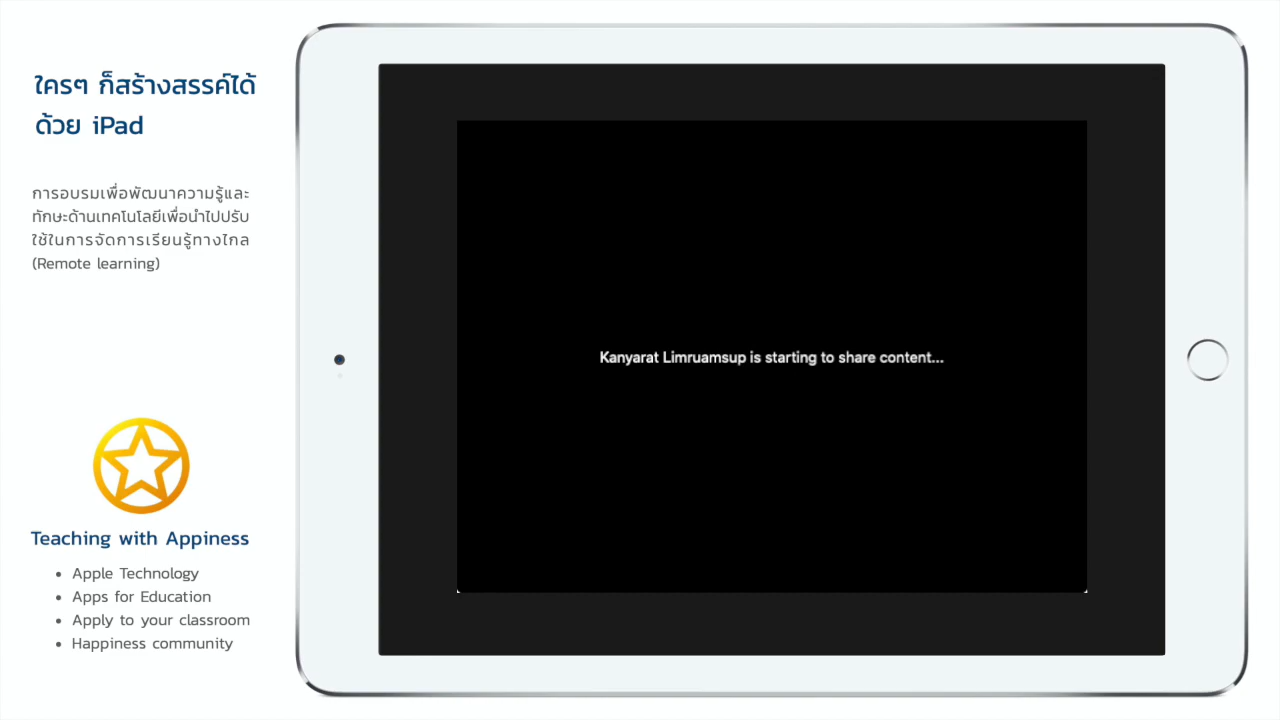 ใครๆ ก็สร้างสรรค์ได้
ด้วย iPad
การอบรมเพื่อพัฒนาความรู้และ
ทักษะด้านเทคโนโลยีเพื่อนำไปปรับ
ใช้ในการจัดการเรียนรู้ทางไกล
(Remote learning)
Kanyarat Limruamsup is starting to share content...
Teaching with Appiness
• Apple Technology
• Apps for Education
• Apply to your classroom
• Happiness community